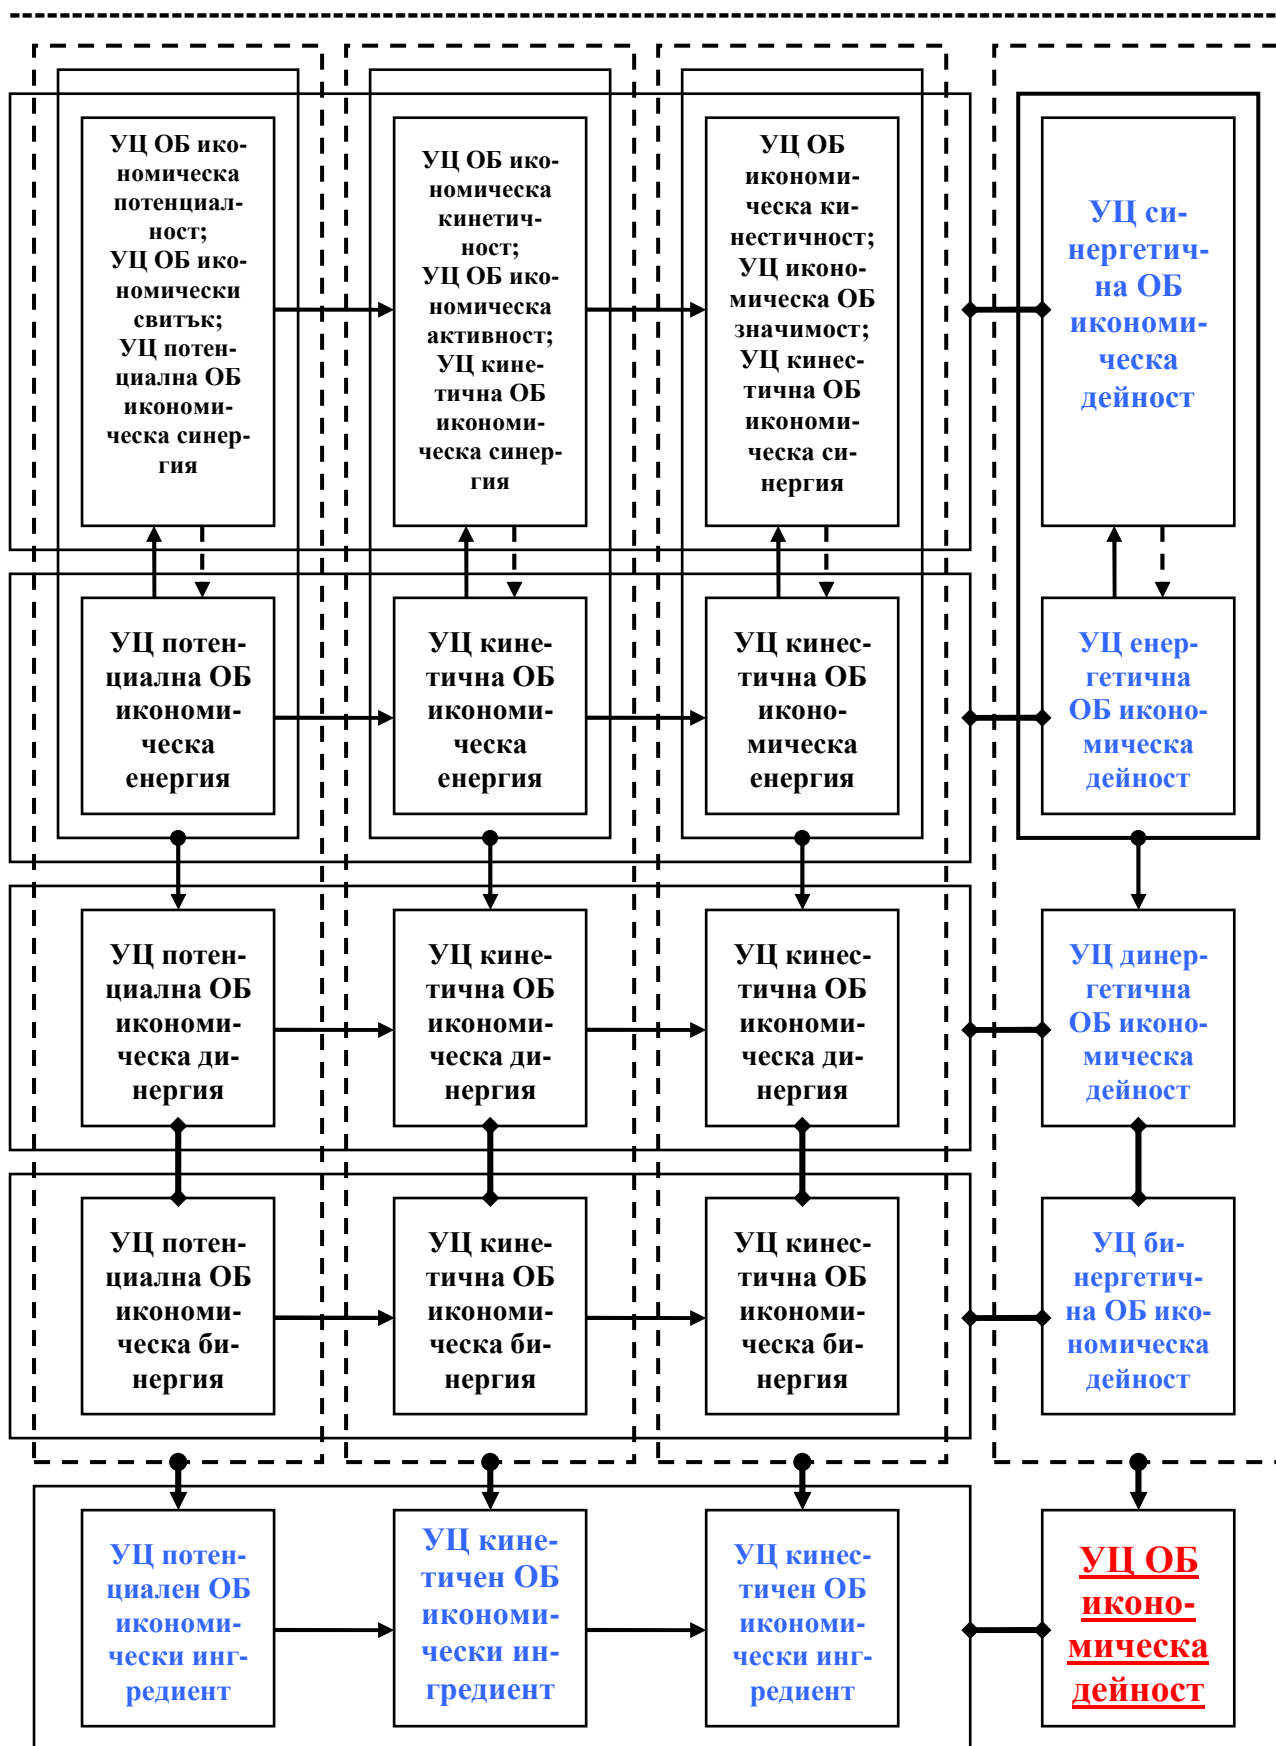 УЦ ОБ ико-
номическа
потенциал-
ност;
УЦ ОБ ико-
номически
свитък;
УЦ потен-
циална ОБ
икономи-
ческа синер-
гия
УЦ ОБ ико-
номическа
кинетич-
ност;
УЦ ОБ ико-
номическа
активност;
УЦ кине-
тична ОБ
икономи-
ческа синер-
гия
УЦ ОБ
икономи-
ческа ки-
нестичност;
УЦ иконо-
мическа ОБ
значимост;
УЦ кинес-
тична ОБ
икономи-
ческа си-
нергия
УЦ си-
нергетич-
на ОБ
икономи-
ческа
дейност
УЦ потен-
циална ОБ
икономи-
ческа
енергия
УЦ кине-
тична ОБ
икономи-
ческа
енергия
УЦ кинес-
тична ОБ
иконо-
мическа
енергия
УЦ енер-
гетична
ОБ иконо-
мическа
дейност
УЦ потен-
циална ОБ
икономи-
ческа ди-
нергия
УЦ кине-
тична ОБ
икономи-
ческа ди-
нергия
УЦ кинес-
тична ОБ
икономи-
ческа ди-
нергия
УЦ динер-
гетична
ОБ иконо-
мическа
дейност
УЦ потен-
циална ОБ
икономи-
ческа би-
нергия
УЦ кине-
тична ОБ
икономи-
ческа би-
нергия
УЦ кинес-
тична ОБ
икономи-
ческа би-
нергия
УЦ би-
нергетич-
на ОБ ико-
номическа
дейност
УЦ потен-
циален ОБ
икономи-
чески инг-
редиент
УЦ кине-
тичен ОБ
икономи-
чески ин-
гредиент
УЦ кинес-
тичен ОБ
икономи-
чески инг-
редиент
УЦ ОБ
иконо-
мическа
дейност